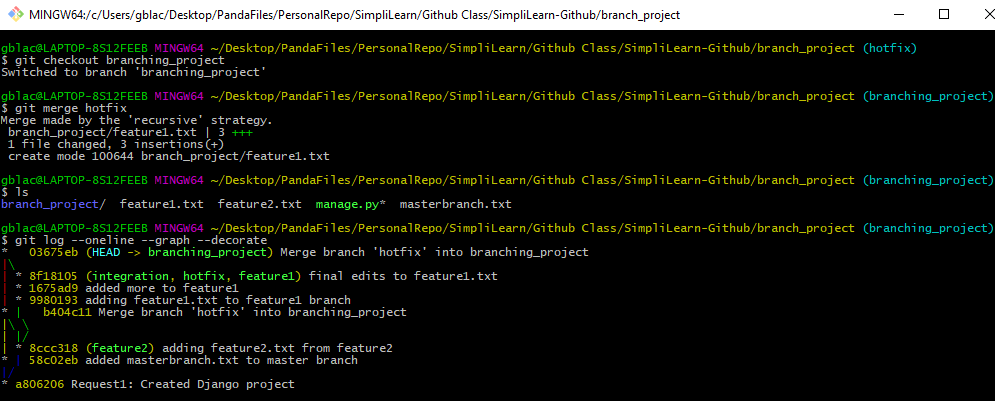 MINGW64:/c/Users/gblac/Desktop/PandaFiles/PersonalRepo/SimpliLearn/Github Class/SimpliLearn-Github/branch_project
gblac@LAPTOP-8S12FEEB MINGW64 ~/Desktop/PandaFiles/PersonalRepo/SimpliLearn/Github Class/SimpliLearn-Github/branch_project (hotfix)
$ git checkout branching_project
Switched to branch 'branching_project'
gblac@LAPTOP-8S12FEEB MINGW64 ~/Desktop/PandaFiles/PersonalRepo/SimpliLearn/Github Class/SimpliLearn-Github/branch_project (branching_project)
$ git merge hotfix
Merge made by the 'recursive' strategy.
 branch_project/feature1.txt | 3 +++
 1 file changed, 3 insertions(+)
 create mode 100644 branch_project/feature1.txt
gblac@LAPTOP-8S12FEEB MINGW64 ~/Desktop/PandaFiles/PersonalRepo/SimpliLearn/Github Class/SimpliLearn-Github/branch_project (branching_project)
$ ls
branch_project/  feature1.txt  feature2.txt  manage.py*  masterbranch.txt
gblac@LAPTOP-8S12FEEB MINGW64 ~/Desktop/PandaFiles/PersonalRepo/SimpliLearn/Github Class/SimpliLearn-Github/branch_project (branching_project)
$ git log --oneline --graph --decorate
*   03675eb (HEAD -> branching_project) Merge branch 'hotfix' into branching_project
|\
| * 8f18105 (integration, hotfix, feature1) final edits to feature1.txt
| * 1675ad9 added more to feature1
| * 9980193 adding feature1.txt to feature1 branch
* |   b404c11 Merge branch 'hotfix' into branching_project
|\ \
| |/
| * 8ccc318 (feature2) adding feature2.txt from feature2
* | 58c02eb added masterbranch.txt to master branch
|/
* a806206 Request1: Created Django project